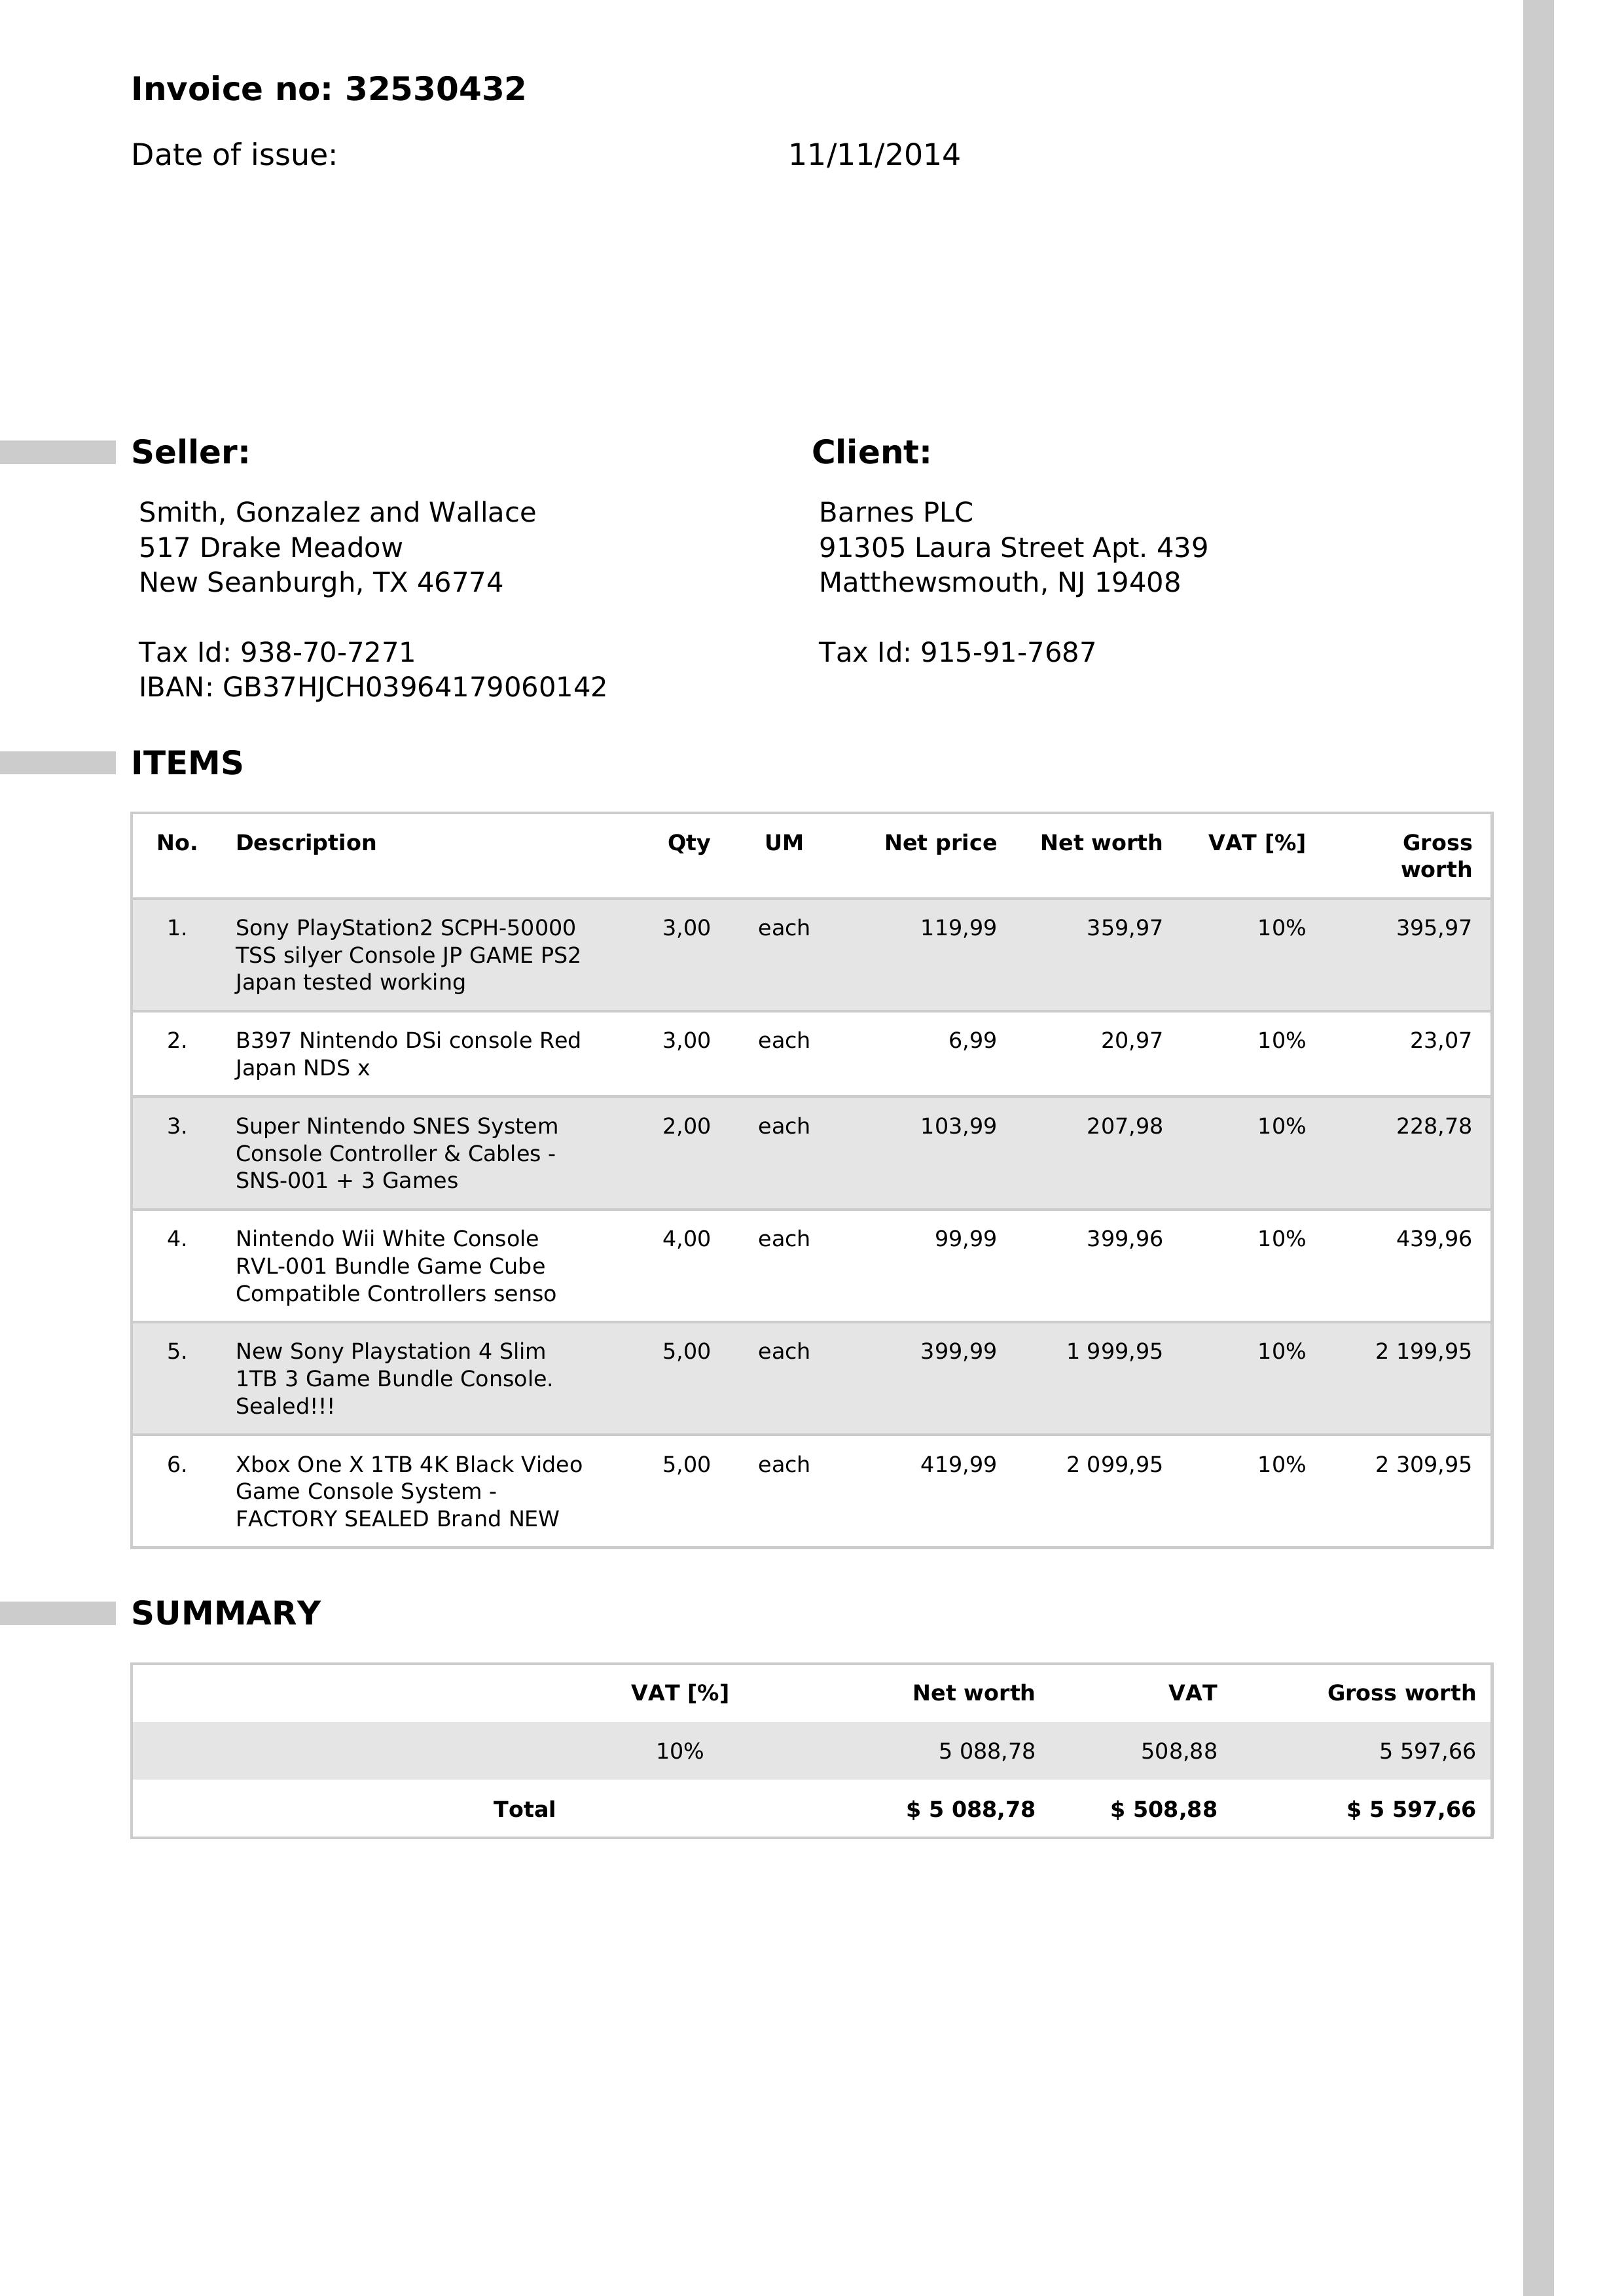 Invoice no: 32530432
Date of issue: 11/11/2014
Seller: Client:
Smith, Gonzalez and Wallace Barnes PLC
517 Drake Meadow 91305 Laura Street Apt. 439
New Seanburgh, TX 46774 Matthewsmouth, NJ 19408
Tax Id: 938-70-7271 Tax Id: 915-91-7687
IBAN: GB37HJCH03964179060142
ITEMS
No. Description Qty UM Net price Net worth VAT [%] Gross
worth
1. Sony PlayStation2 SCPH-50000 3,00 each 119,99 359,97 10% 395,97
TSS silyer Console JP GAME PS2
Japan tested working
2. B397 Nintendo DSi console Red 3,00 each 6,99 20,97 10% 23,07
Japan NDS x
3. Super Nintendo SNES System 2,00 each 103,99 207,98 10% 228,78
Console Controller & Cables -
SNS-001 + 3 Games
4. Nintendo Wii White Console 4,00 each 99,99 399,96 10% 439,96
RVL-001 Bundle Game Cube
Compatible Controllers senso
5. New Sony Playstation 4 Slim 5,00 each 399,99 1 999,95 10% 2 199,95
1TB 3 Game Bundle Console.
Sealed!!!
6. Xbox One X 1TB 4K Black Video 5,00 each 419,99 2 099,95 10% 2 309,95
Game Console System -
FACTORY SEALED Brand NEW
SUMMARY
VAT [%] Net worth VAT Gross worth
10% 5 088,78 508,88 5 597,66
Total $ 5 088,78 $ 508,88 $ 5 597,66